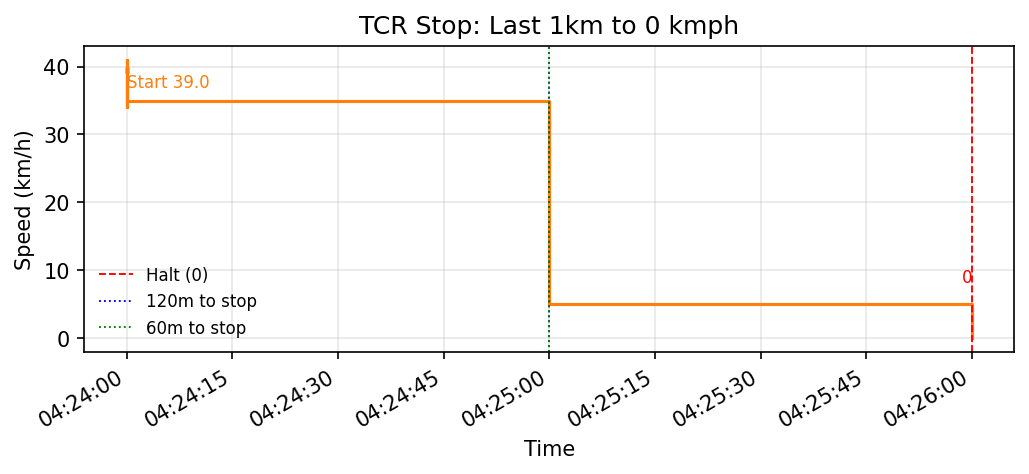 TCR Stop: Last 1km to 0 kmph
40
30
20
10
0
Speed (km/h)
Start 39.0
0
Halt (0)
120m to stop
60m to stop
04:24:00
04:24:15
04:24:30
04:24:45
04:25:00
04:25:15
04:25:30
04:25:45
04:26:00
Time